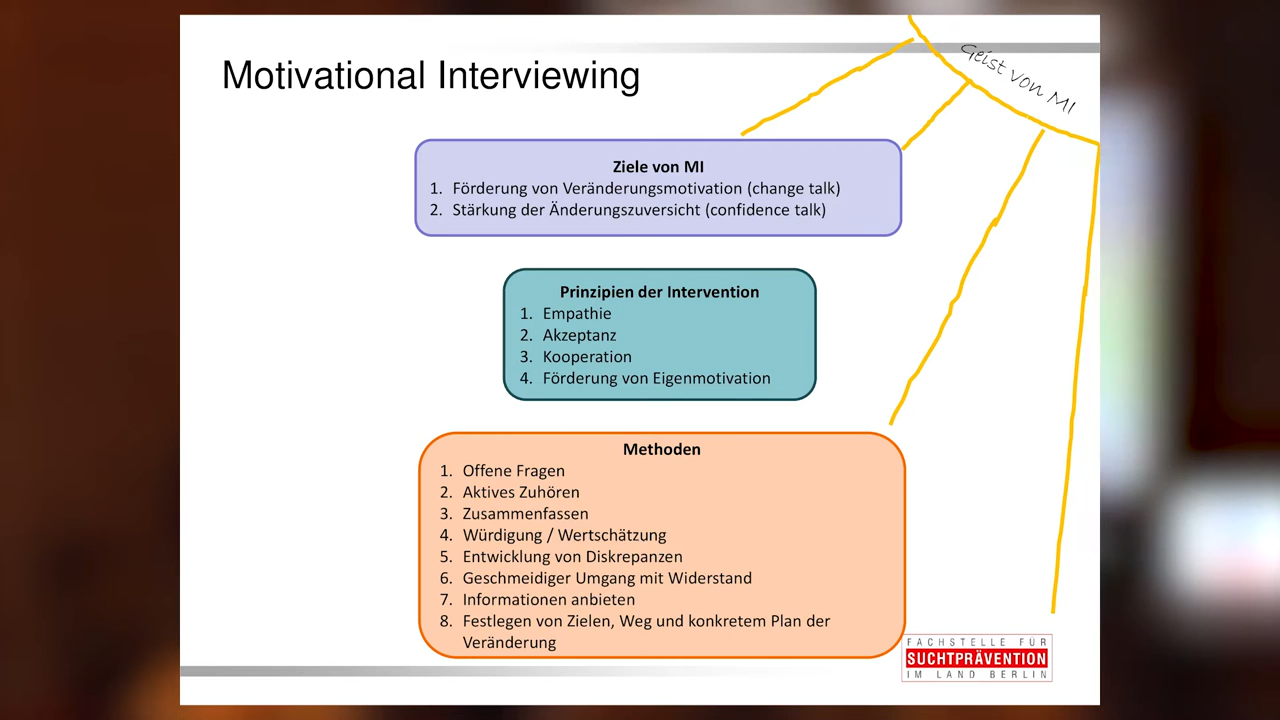 Motivational Interviewing
Geist von MI
Ziele von MI
1. Förderung von Veränderungsmotivation (change talk)
2. Stärkung der Änderungszuversicht (confidence talk)
Prinzipien der Intervention
1. Empathie
2. Akzeptanz
3. Kooperation
4. Förderung von Eigenmotivation
Methoden
1. Offene Fragen
2. Aktives Zuhören
3. Zusammenfassen
4. Würdigung / Wertschätzung
5. Entwicklung von Diskrepanzen
6. Geschmeidiger Umgang mit Widerstand
7. Informationen anbieten
8. Festlegen von Zielen, Weg und konkretem Plan der
Veränderung
FACHSTELLE FÜR
SUCHTPRÄVENTION
IM LAND BERLIN